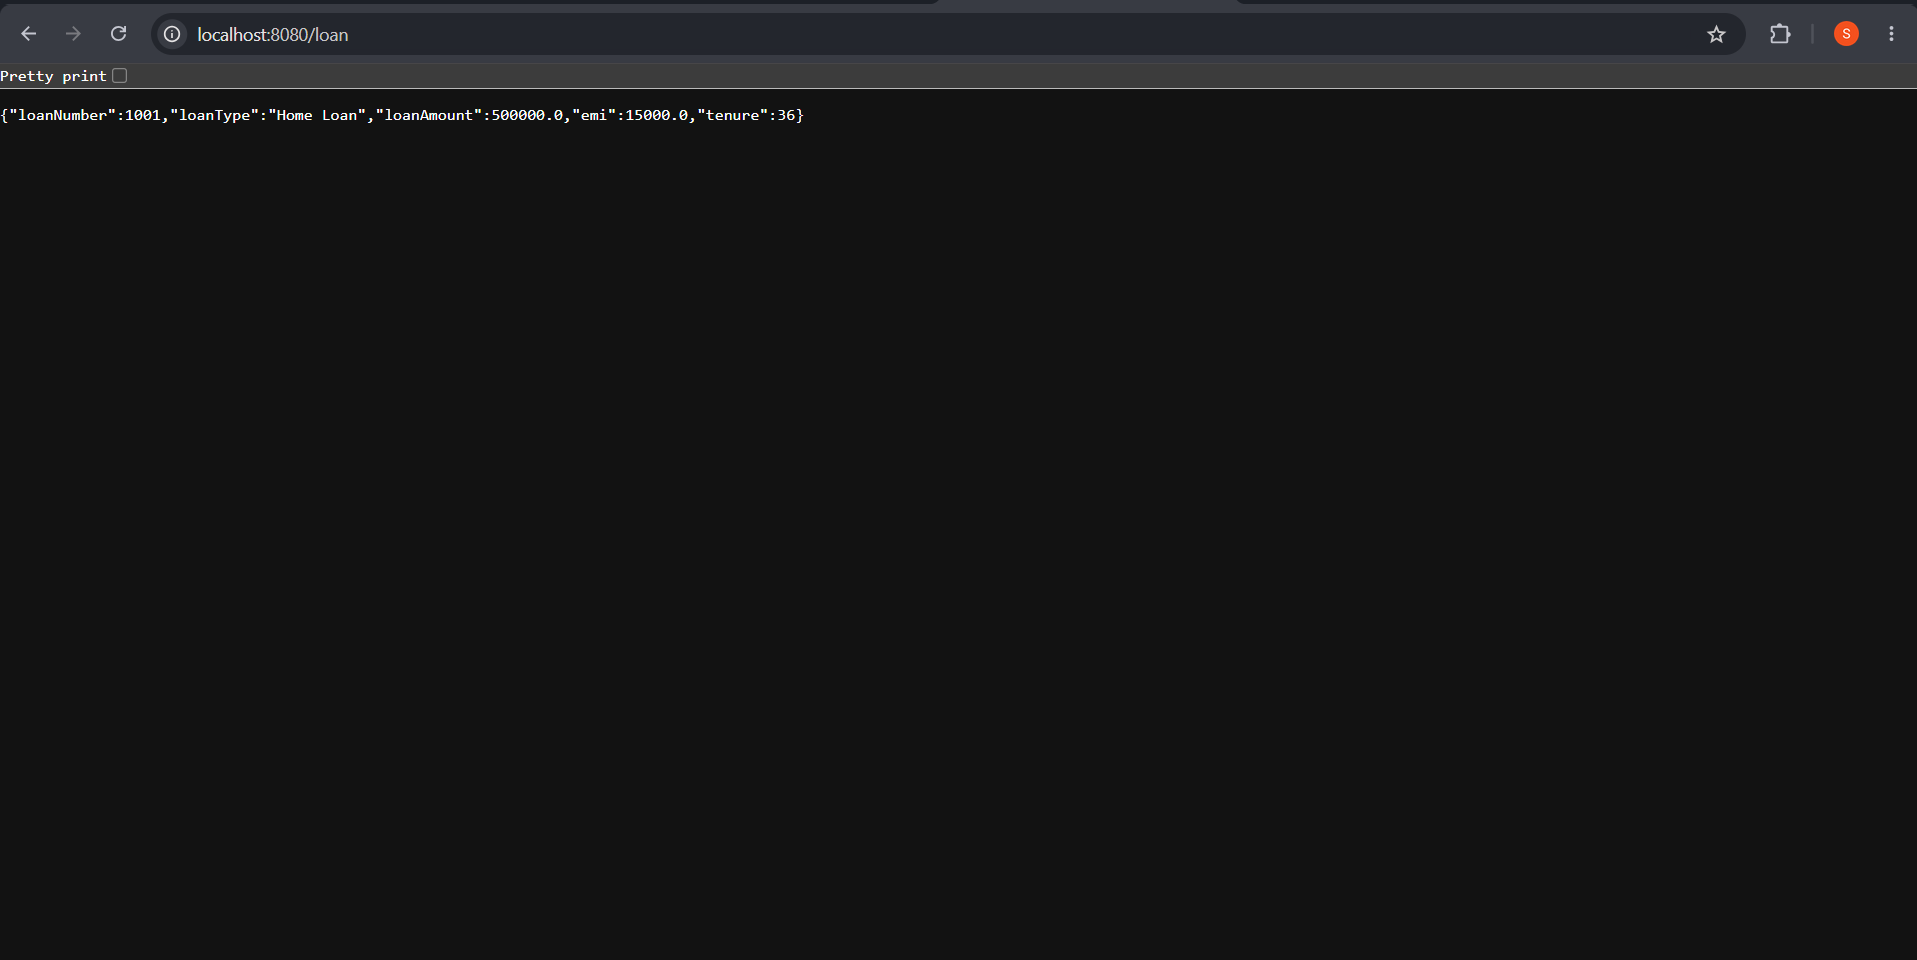 localhost:8080/loan
S
Pretty print
{"loanNumber":1001,"loanType":"Home Loan","loanAmount":500000.0,"emi":15000.0,"tenure":36}